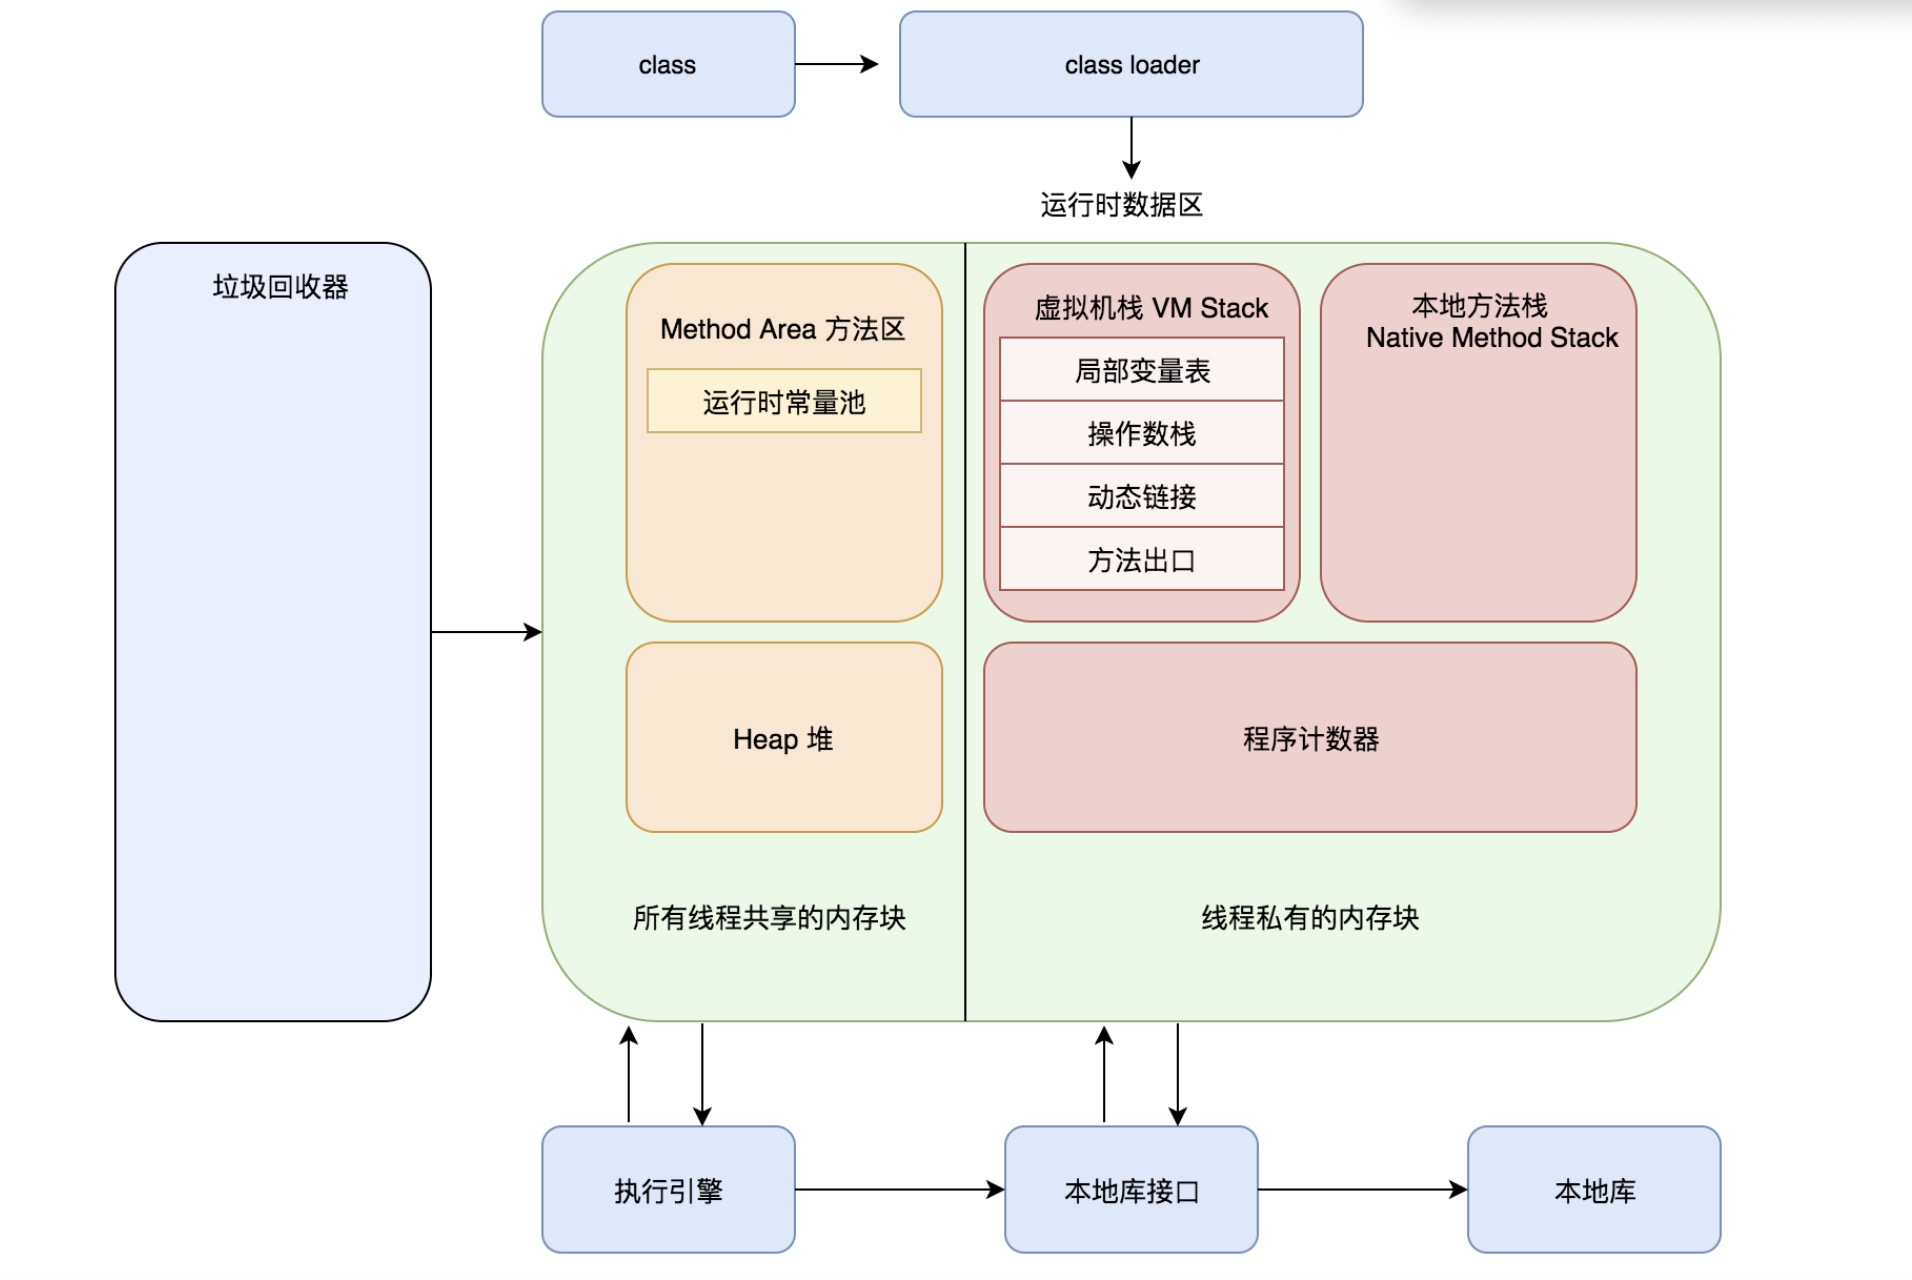 class
class loader
运行时数据区
垃圾回收器
Method Area 方法区
运行时常量池
Heap 堆
所有线程共享的内存块
虚拟机栈 VM Stack
局部变量表
操作数栈
动态链接
方法出口
本地方法栈
Native Method Stack
程序计数器
线程私有的内存块
执行引擎
本地库接口
本地库